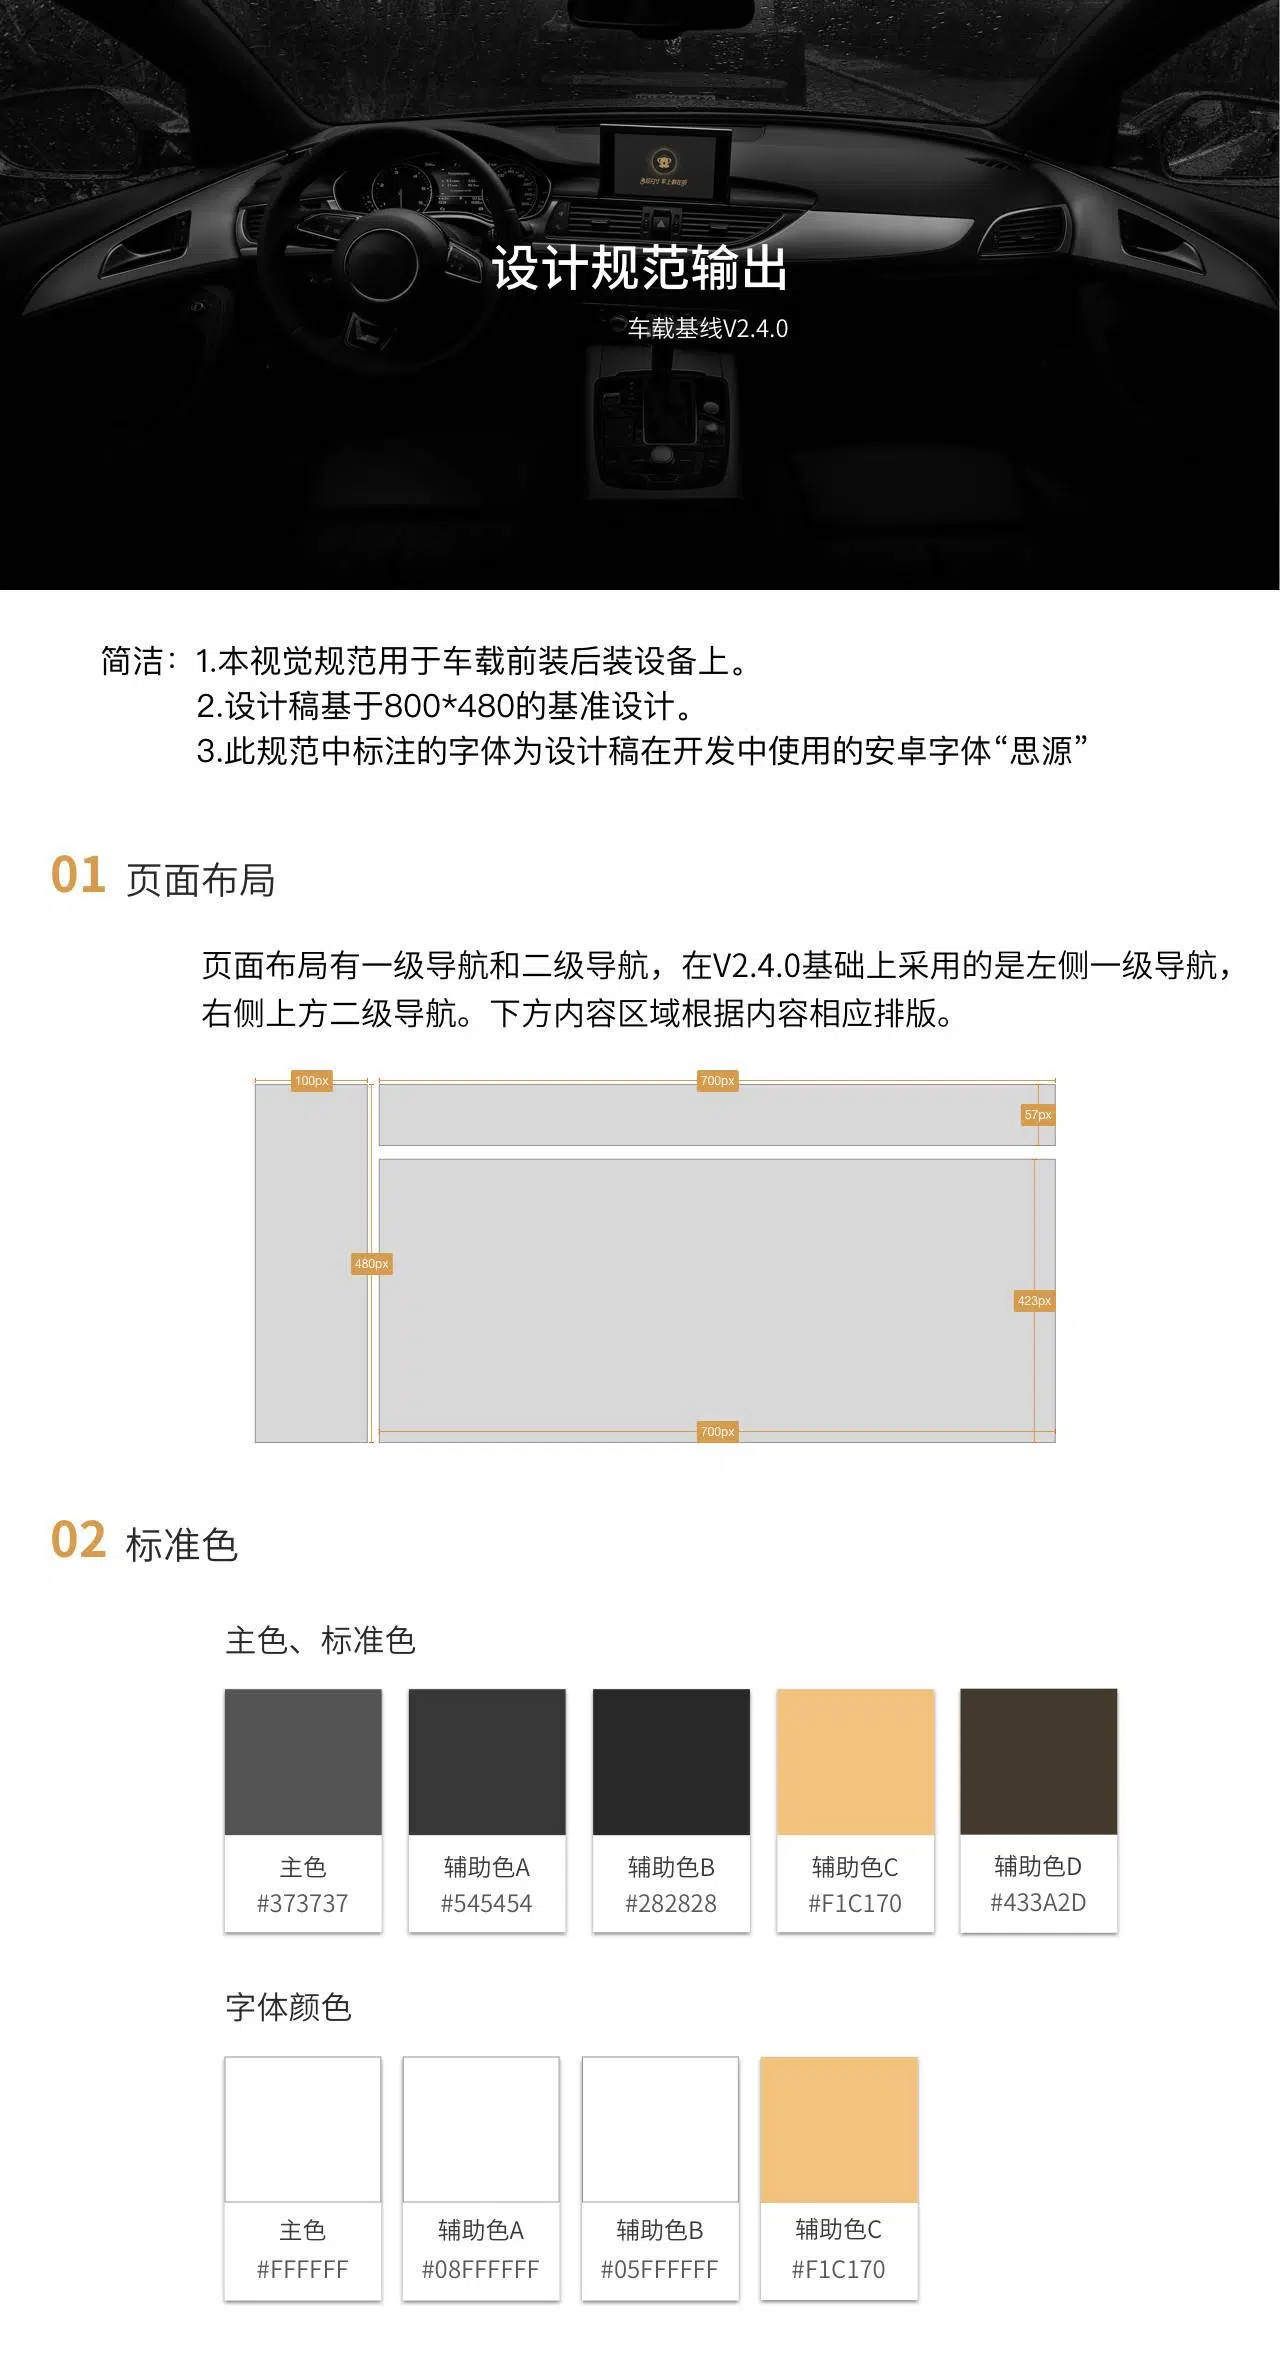 设计规范输出
车载基线V2.4.0
简洁：1.本视觉规范用于车载前装后装设备上。
2.设计稿基于800*480的基准设计。
3.此规范中标注的字体为设计稿在开发中使用的安卓字体“思源”
01 页面布局
页面布局有一级导航和二级导航，在V2.4.0基础上采用的是左侧一级导航，
右侧上方二级导航。下方内容区域根据内容相应排版。
100px
700px
57px
480px
423px
700px
02 标准色
主色、标准色
主色 辅助色A 辅助色B 辅助色C 辅助色D
#373737 #545454 #282828 #F1C170 #433A2D
字体颜色
主色 辅助色A 辅助色B 辅助色C
#FFFFFF #08FFFFFF #05FFFFFF #F1C170